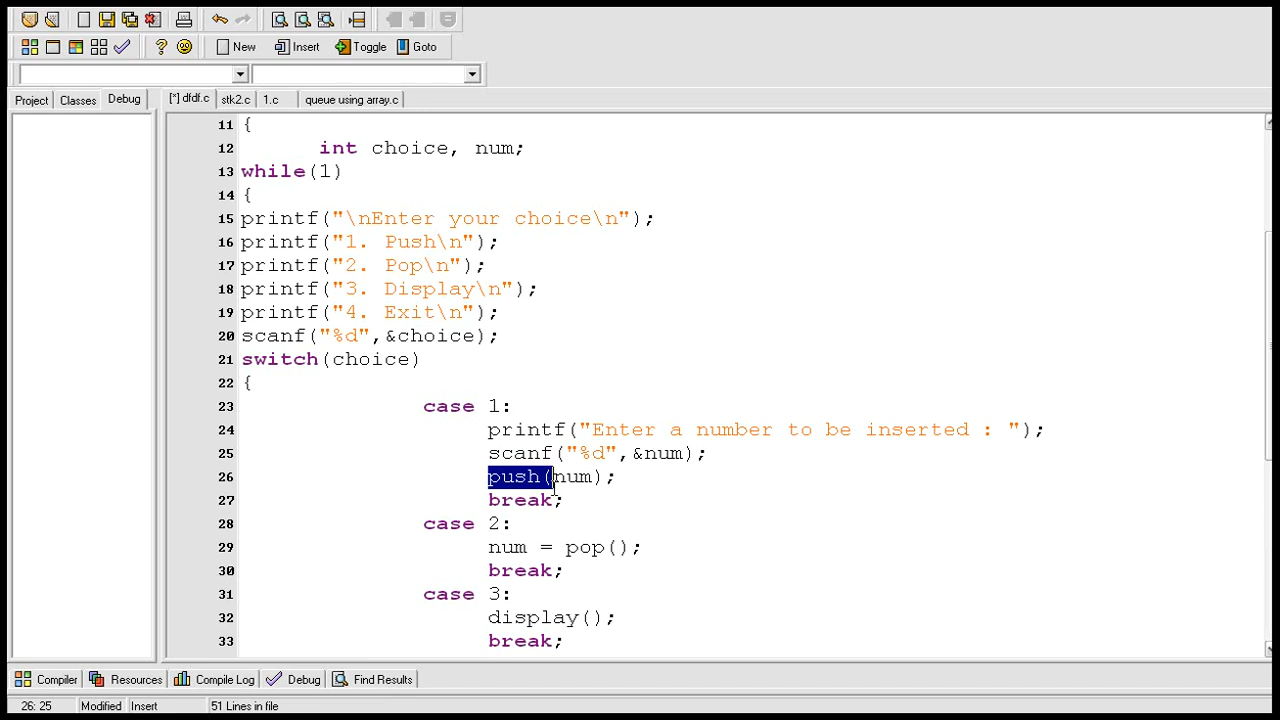 New Insert Toggle Goto
Project Classes Debug [*] dfdf.c stk2.c 1.c queue using array.c
11 {
12 int choice, num;
13 while(1)
14 {
15 printf("\nEnter your choice\n");
16 printf("1. Push\n");
17 printf("2. Pop\n");
18 printf("3. Display\n");
19 printf("4. Exit\n");
20 scanf("%d",&choice);
21 switch(choice)
22 {
23 case 1:
24 printf("Enter a number to be inserted : ");
25 scanf("%d",&num);
26 push(num);
27 break;
28 case 2:
29 num = pop();
30 break;
31 case 3:
32 display();
33 break;
Compiler Resources Compile Log Debug Find Results
26: 25 Modified Insert 51 Lines in file